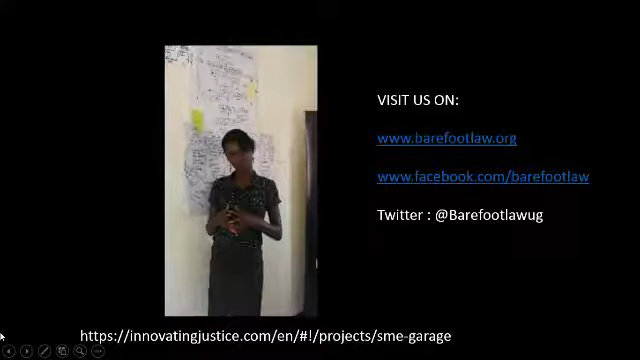 VISIT US ON:
www.barefootlaw.org
www.facebook.com/barefootlaw
Twitter : @Barefootlawug
https://innovatingjustice.com/en/#!/projects/sme-garage